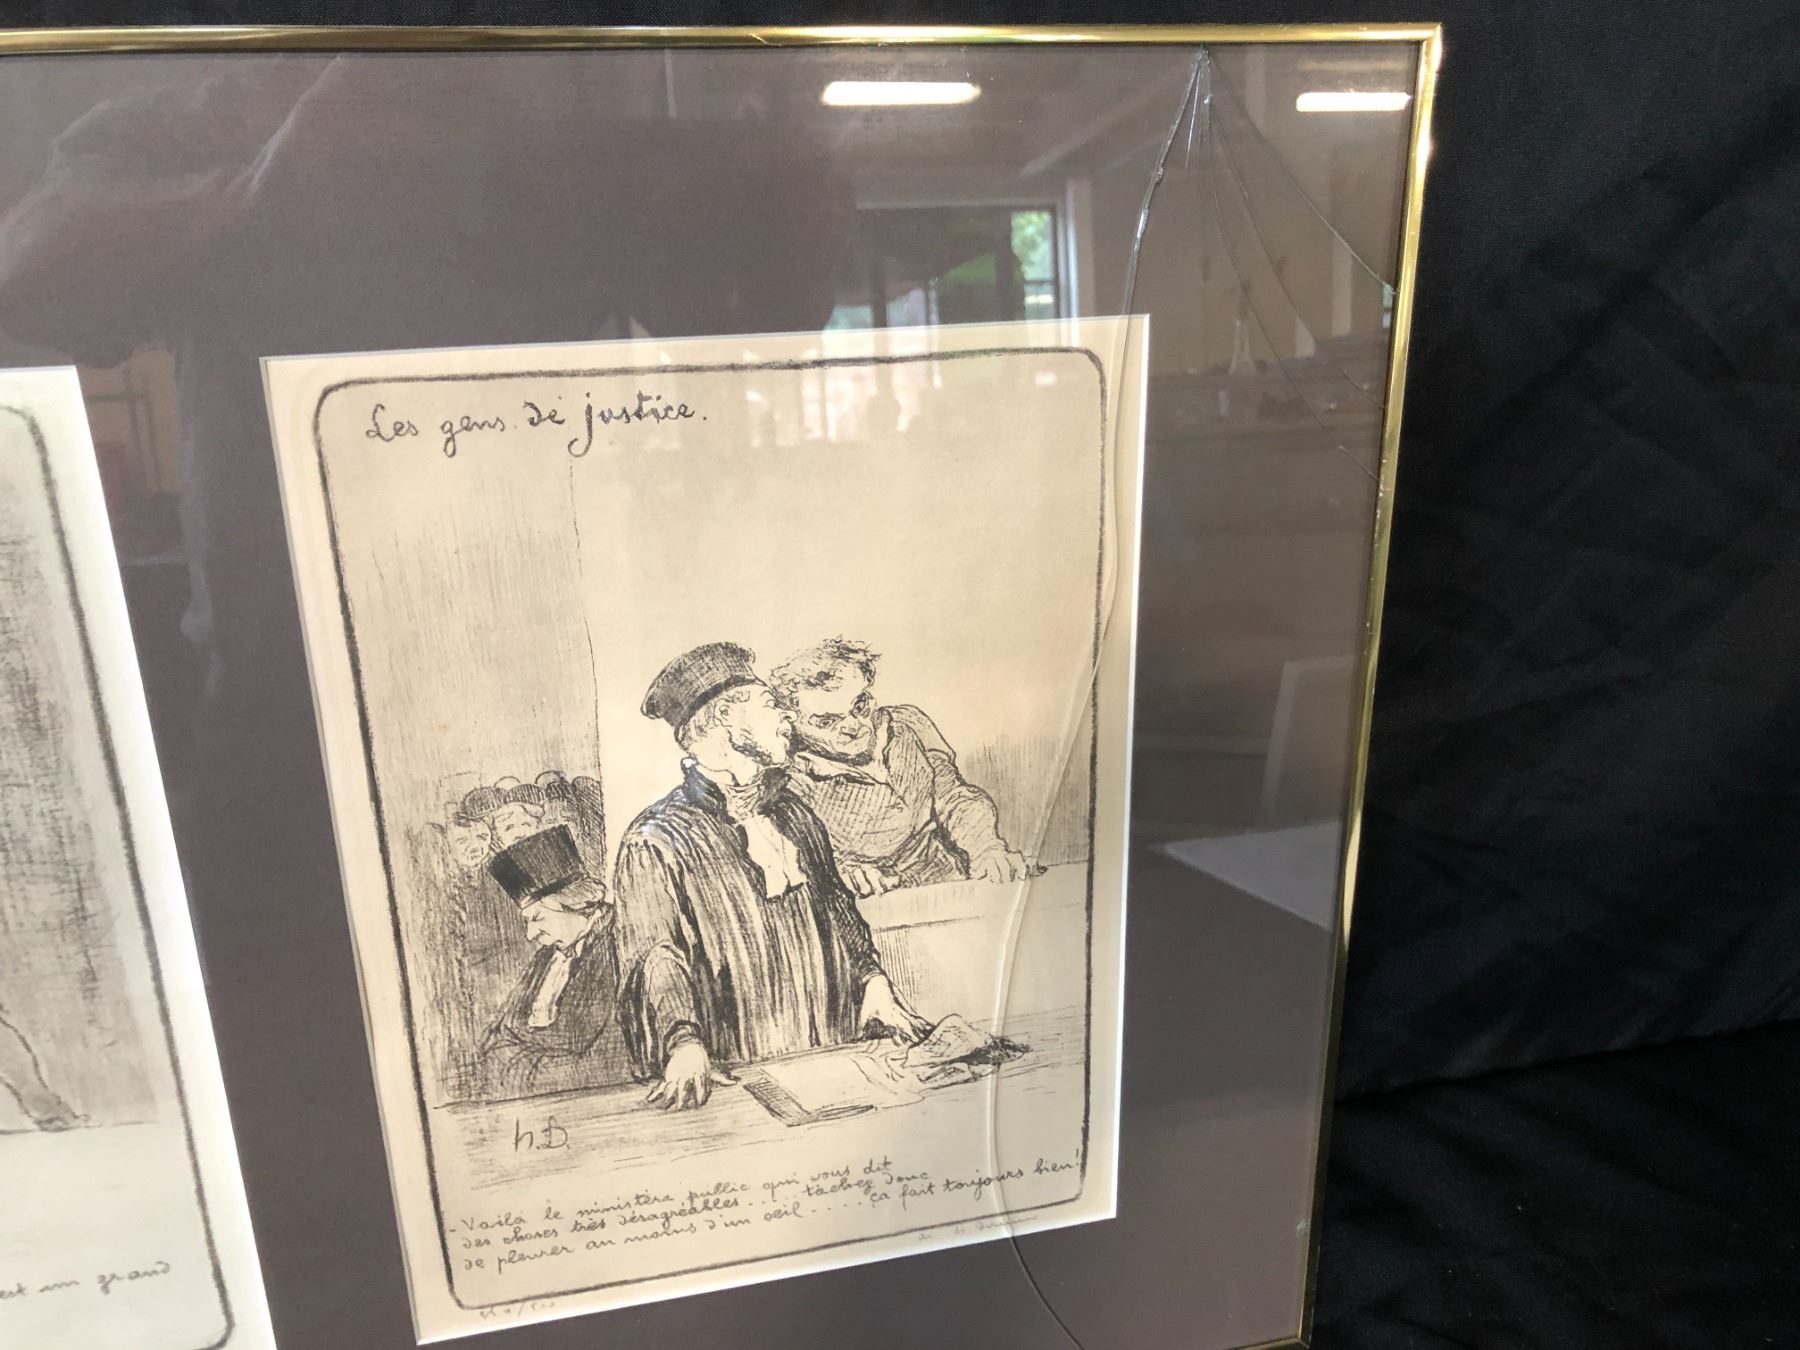 Les gens de justice.
h.D.
- Voilà le ministère public qui vous dit
des choses très désagréables..... tâchez donc
de pleurer au moins d'un oeil..... ça fait toujours bien!
est un grand